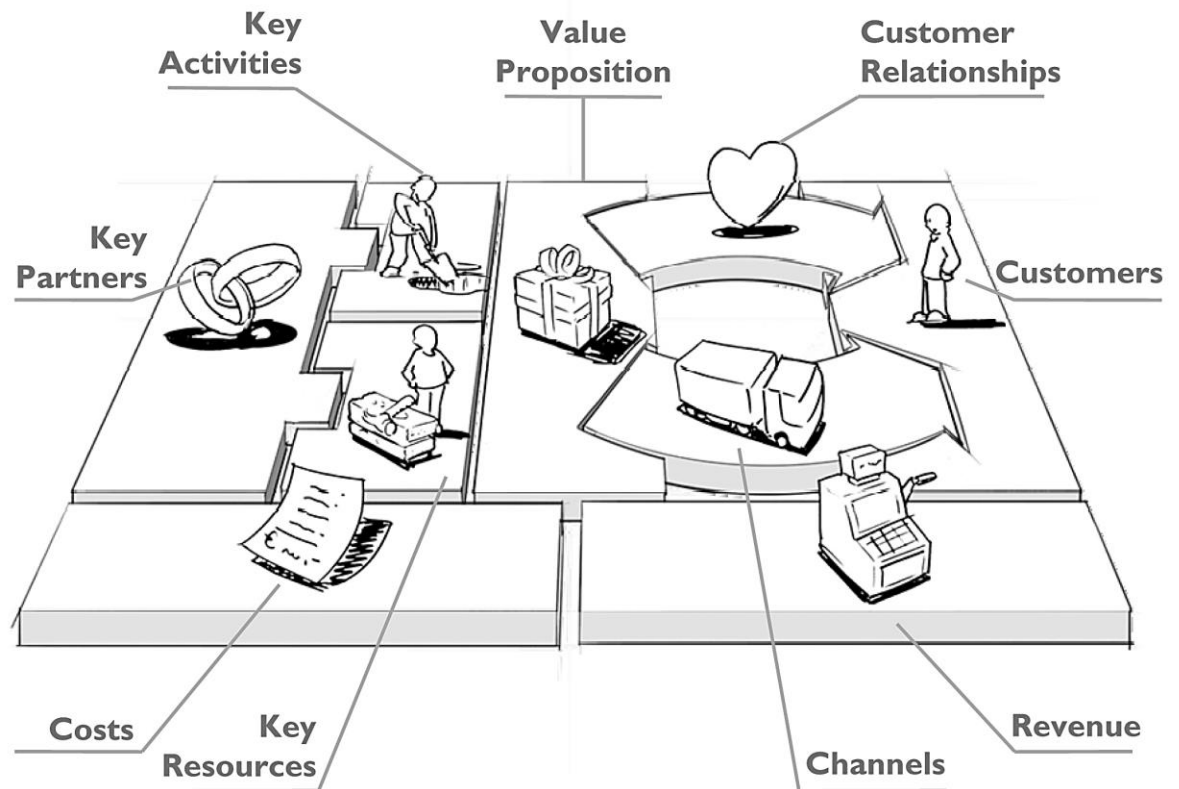 Key
Activities
Value
Proposition
Customer
Relationships
Key
Partners
Customers
Costs
Key
Resources
Channels
Revenue